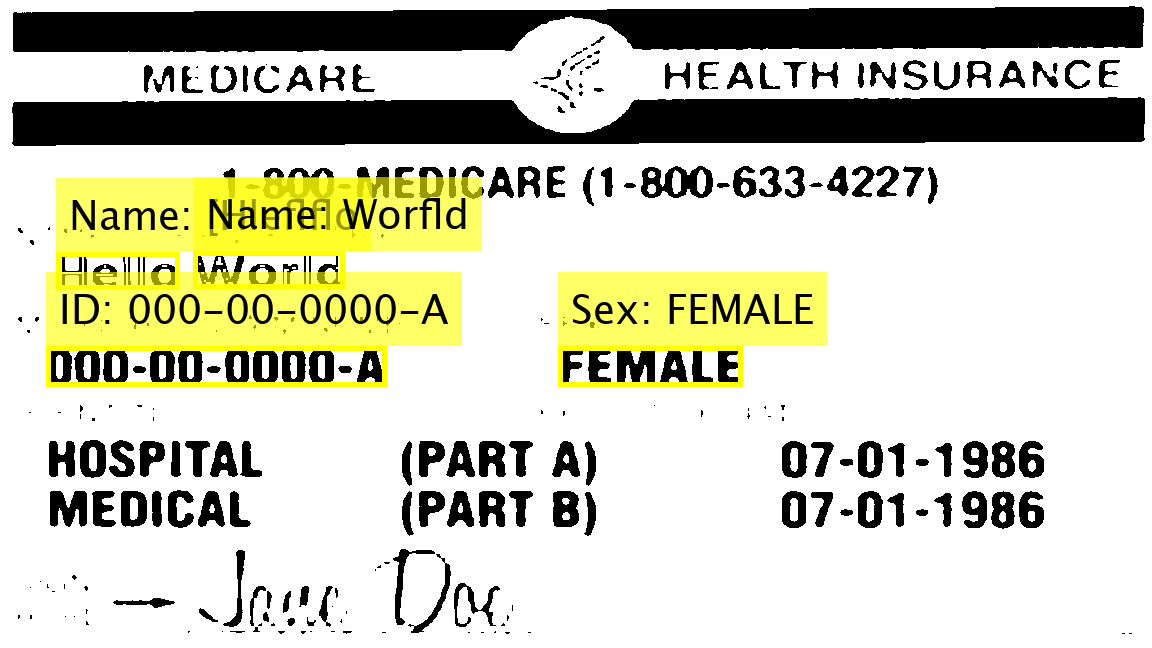 MEDICARE HEALTH INSURANCE
1-800-MEDICARE (1-800-633-4227)
Name: Name: Worfld
Hello World
ID: 000-00-0000-A Sex: FEMALE
000-00-0000-A FEMALE
HOSPITAL (PART A) 07-01-1986
MEDICAL (PART B) 07-01-1986
Jane Doe